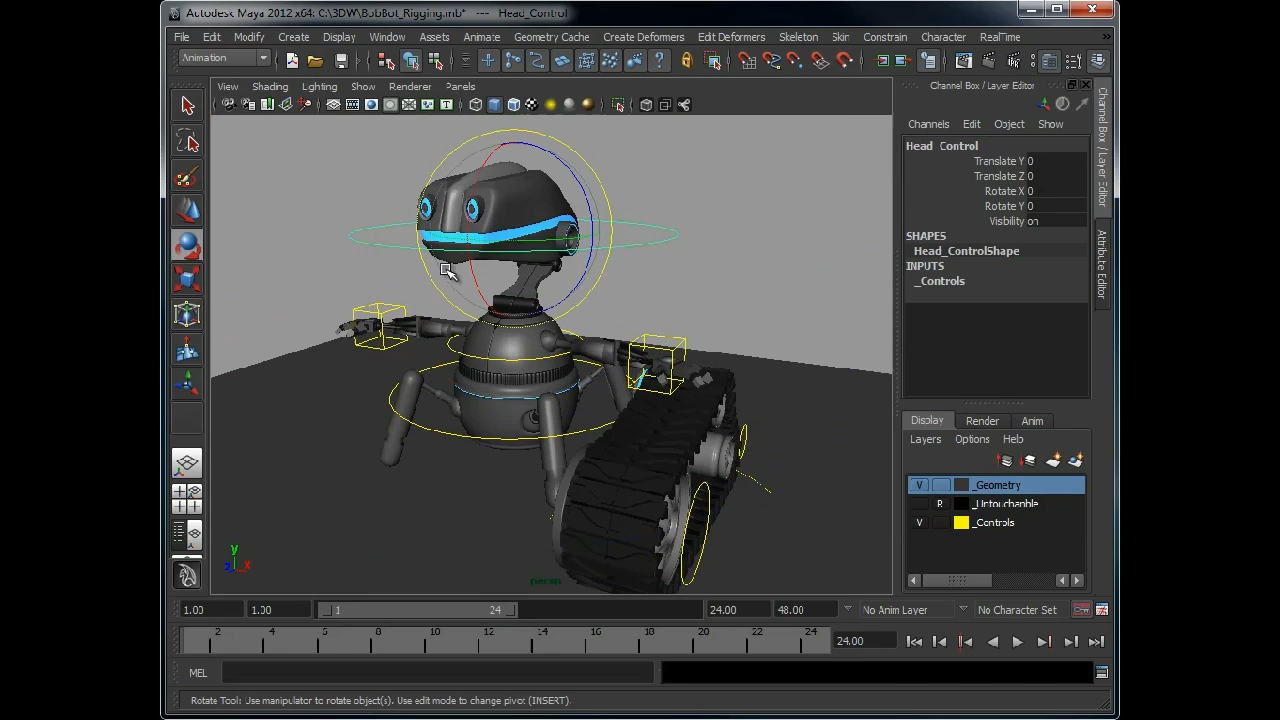 Autodesk Maya 2012 x64: C:\3DW\BobBot_Rigging.mb* --- Head_Control
File Edit Modify Create Display Window Assets Animate Geometry Cache Create Deformers Edit Deformers Skeleton Skin Constrain Character RealTime »
Animation
View Shading Lighting Show Renderer Panels
Channel Box / Layer Editor
Channels Edit Object Show
Head_Control
Translate Y 0
Translate Z 0
Rotate X 0
Rotate Y 0
Visibility on
SHAPES
Head_ControlShape
INPUTS
_Controls
Channel Box / Layer Editor
Attribute Editor
Display Render Anim
Layers Options Help
V _Geometry
R _Untouchable
V _Controls
y
z x
persp
1.00 1.00 1 24 24.00 48.00 No Anim Layer No Character Set
2 4 6 8 10 12 14 16 18 20 22 24 24.00
MEL
Rotate Tool: Use manipulator to rotate object(s). Use edit mode to change pivot (INSERT).